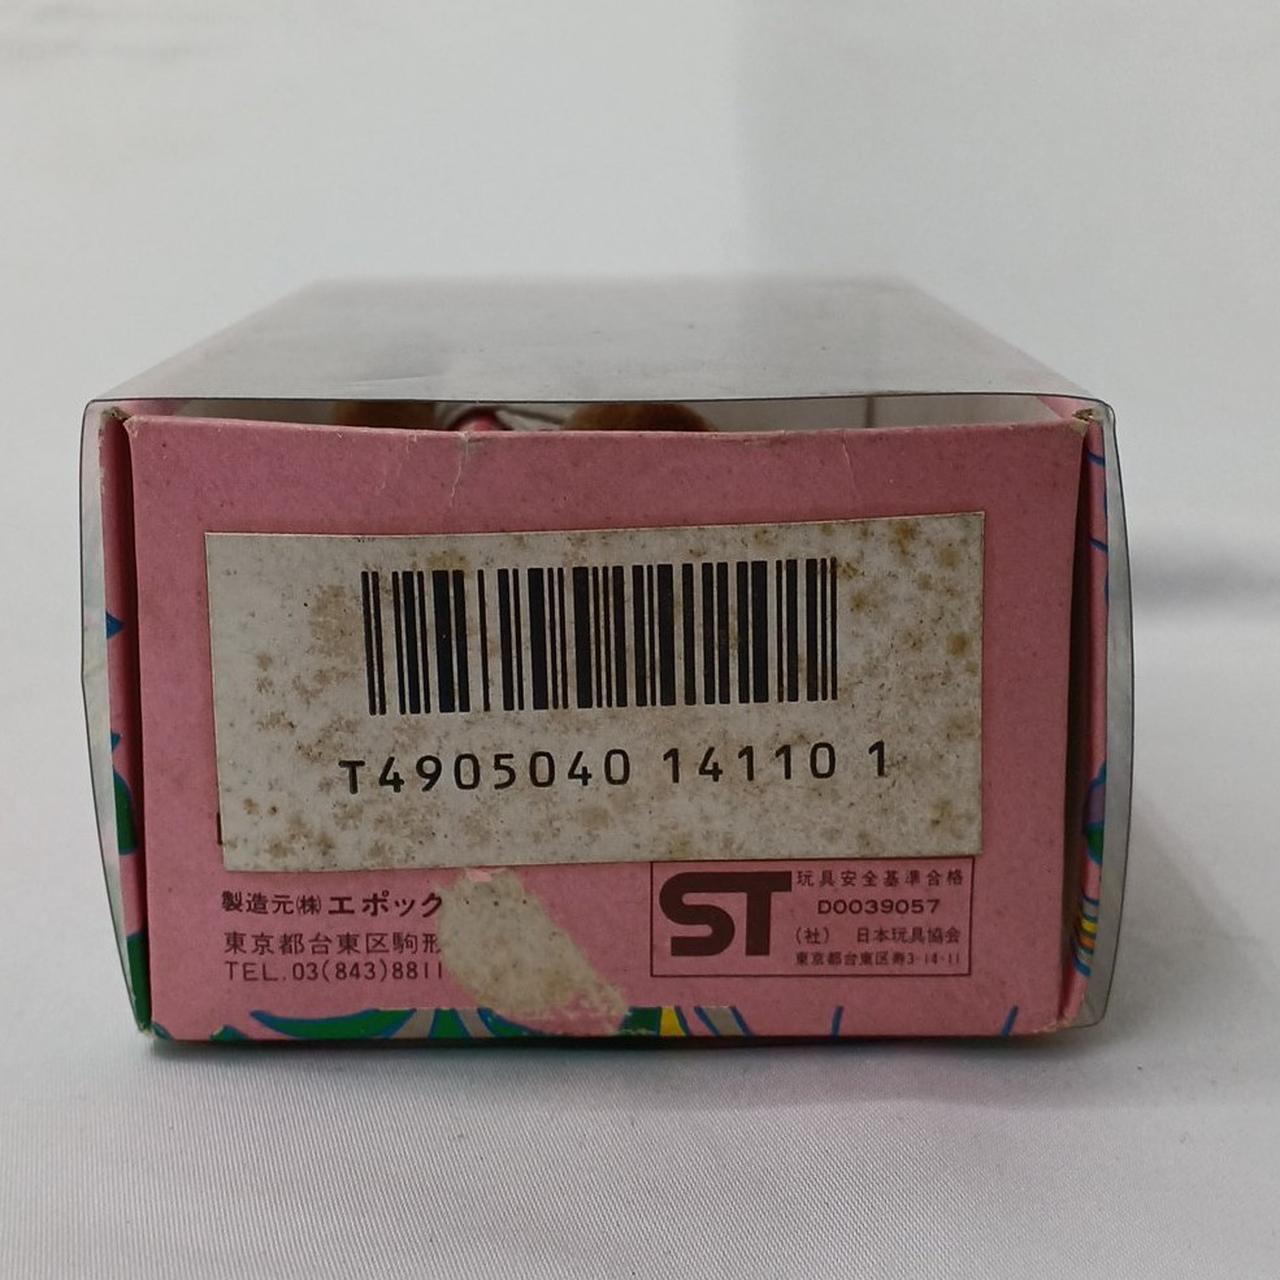 T4905040 14110 1
製造元㈱エポック
東京都台東区駒形
TEL.03(843)8811
ST
玩具安全基準合格
D0039057
(社) 日本玩具協会
東京都台東区寿3-14-11